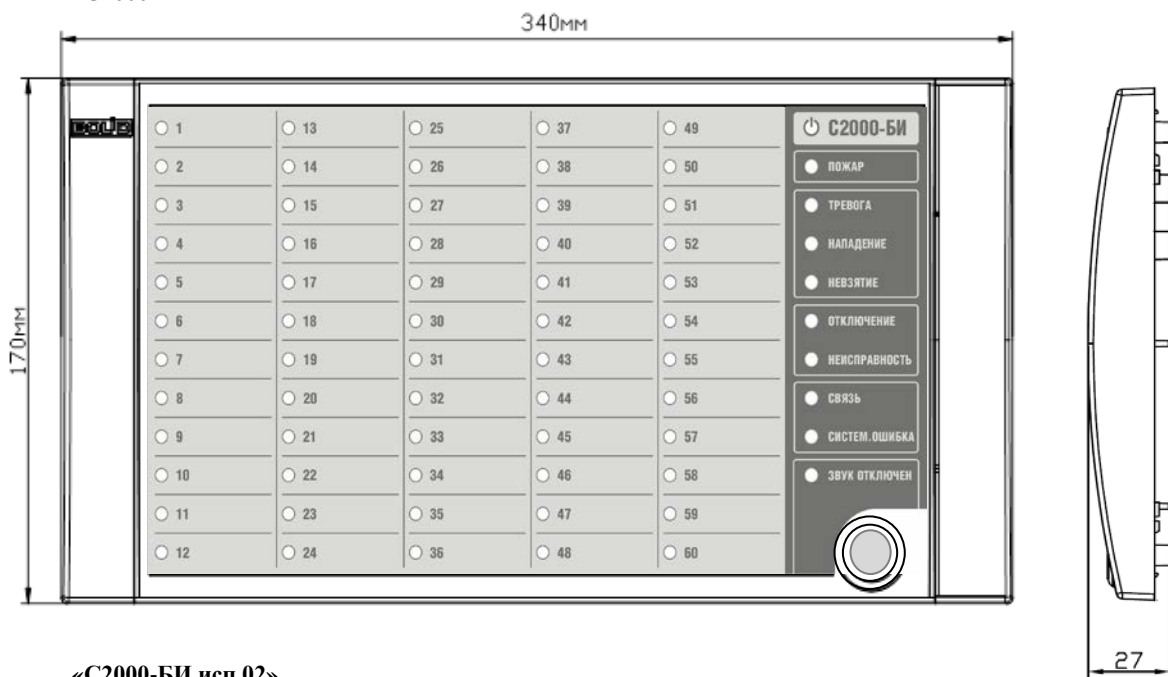 340мм
170мм
BOLID
1 13 25 37 49 С2000-БИ
2 14 26 38 50 ПОЖАР
3 15 27 39 51 ТРЕВОГА
4 16 28 40 52 НАПАДЕНИЕ
5 17 29 41 53 НЕВЗЯТИЕ
6 18 30 42 54 ОТКЛЮЧЕНИЕ
7 19 31 43 55 НЕИСПРАВНОСТЬ
8 20 32 44 56 СВЯЗЬ
9 21 33 45 57 СИСТЕМ.ОШИБКА
10 22 34 46 58 ЗВУК ОТКЛЮЧЕН
11 23 35 47 59
12 24 36 48 60
27
«С2000-БИ исп.02»